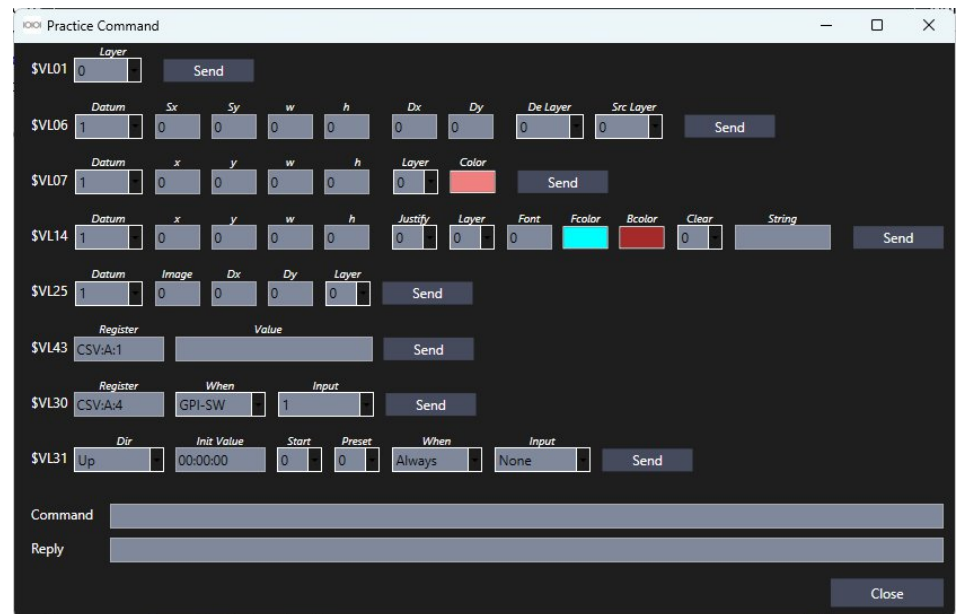 Practice Command
Layer
$VL01 0 Send
Datum Sx Sy w h Dx Dy De Layer Src Layer
$VL06 1 0 0 0 0 0 0 0 0 Send
Datum x y w h Layer Color
$VL07 1 0 0 0 0 0 Send
Datum x y w h Justify Layer Font Fcolor Bcolor Clear String
$VL14 1 0 0 0 0 0 0 0 0 Send
Datum Image Dx Dy Layer
$VL25 1 0 0 0 0 Send
Register Value
$VL43 CSV:A:1 Send
Register When Input
$VL30 CSV:A:4 GPI-SW 1 Send
Dir Init Value Start Preset When Input
$VL31 Up 00:00:00 0 0 Always None Send
Command
Reply
Close